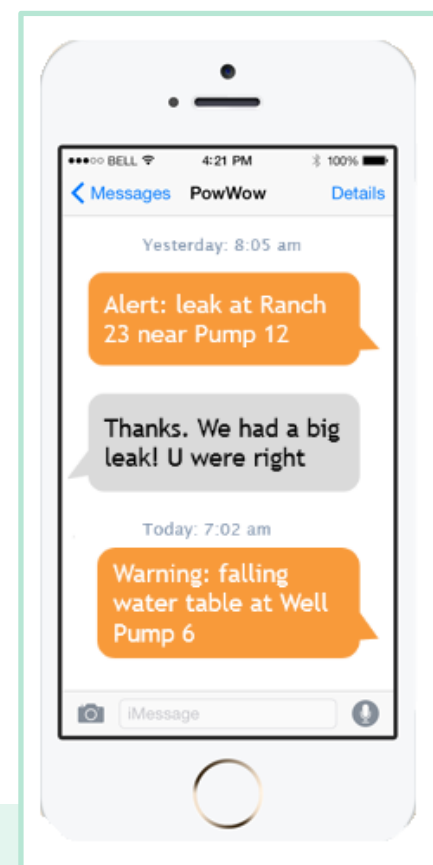 BELL 4:21 PM 100%
Messages PowWow Details
Yesterday: 8:05 am
Alert: leak at Ranch
23 near Pump 12
Thanks. We had a big
leak! U were right
Today: 7:02 am
Warning: falling
water table at Well
Pump 6
iMessage